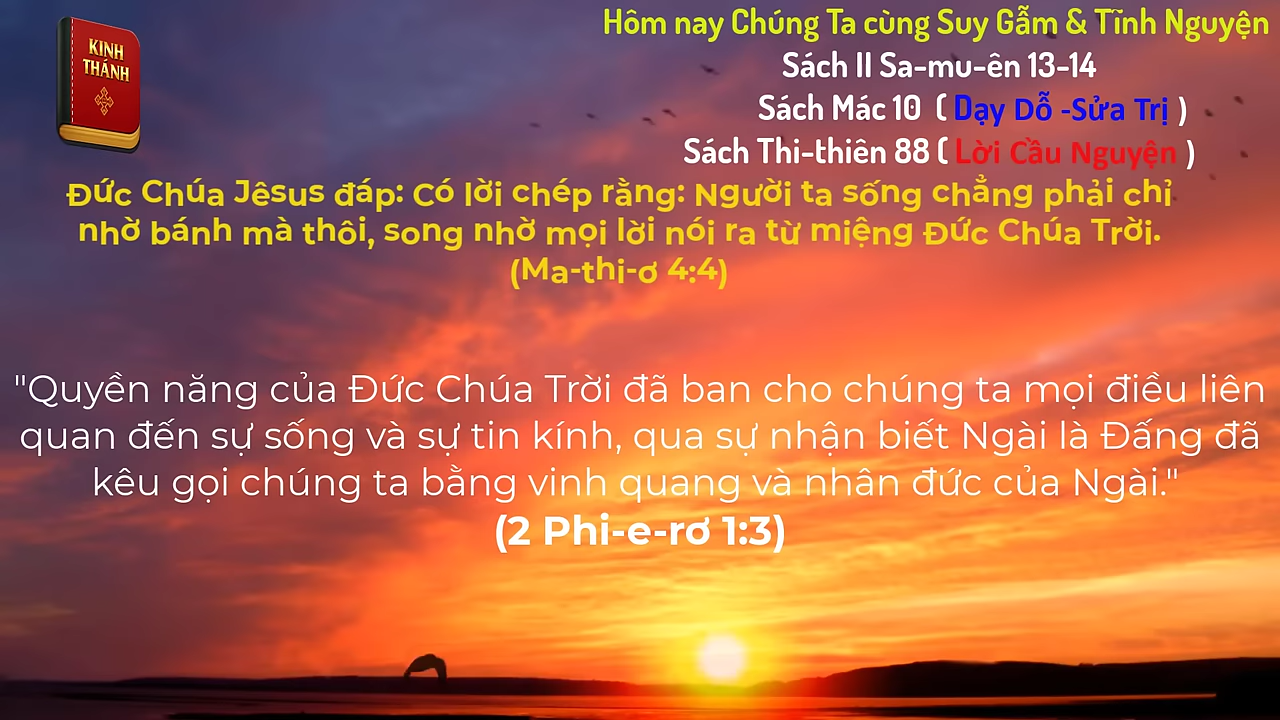 KINH
THÁNH
Hôm nay Chúng Ta cùng Suy Gẫm & Tĩnh Nguyện
Sách II Sa-mu-ên 13-14
Sách Mác 10 ( Dạy Dỗ -Sửa Trị )
Sách Thi-thiên 88 ( Lời Cầu Nguyện )
Đức Chúa Jêsus đáp: Có lời chép rằng: Người ta sống chẳng phải chỉ
nhờ bánh mà thôi, song nhờ mọi lời nói ra từ miệng Đức Chúa Trời.
(Ma-thi-ơ 4:4)
"Quyền năng của Đức Chúa Trời đã ban cho chúng ta mọi điều liên
quan đến sự sống và sự tin kính, qua sự nhận biết Ngài là Đấng đã
kêu gọi chúng ta bằng vinh quang và nhân đức của Ngài."
(2 Phi-e-rơ 1:3)